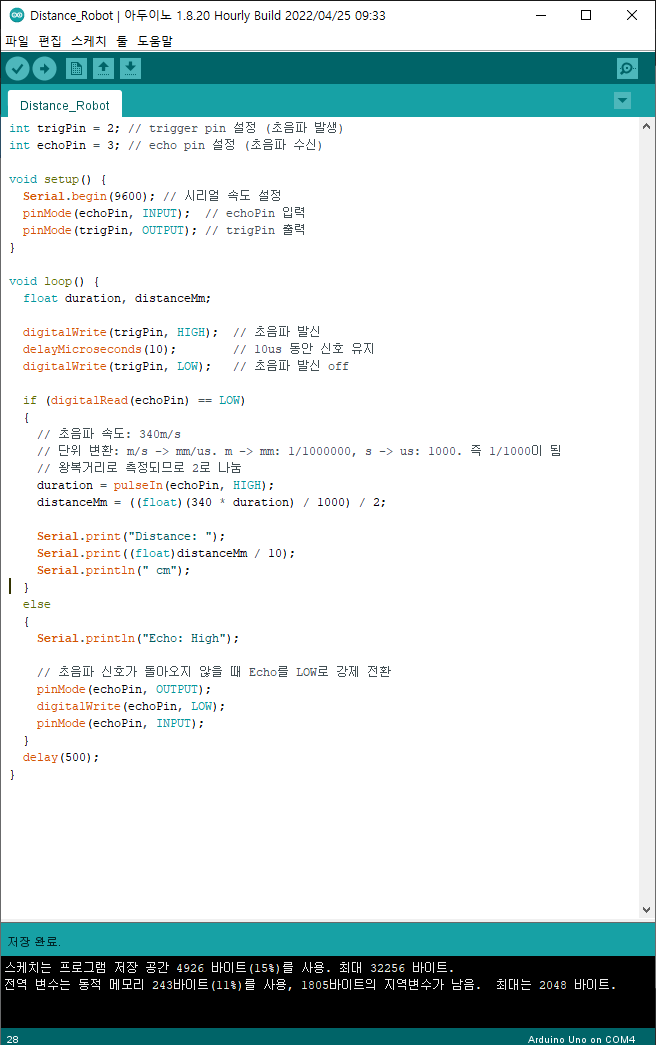 Distance_Robot | 아두이노 1.8.20 Hourly Build 2022/04/25 09:33
파일 편집 스케치 툴 도움말
Distance_Robot
int trigPin = 2; // trigger pin 설정 (초음파 발생)
int echoPin = 3; // echo pin 설정 (초음파 수신)
void setup() {
Serial.begin(9600); // 시리얼 속도 설정
pinMode(echoPin, INPUT);  // echoPin 입력
pinMode(trigPin, OUTPUT); // trigPin 출력
}
void loop() {
float duration, distanceMm;
digitalWrite(trigPin, HIGH);  // 초음파 발신
delayMicroseconds(10);        // 10us 동안 신호 유지
digitalWrite(trigPin, LOW);   // 초음파 발신 off
if (digitalRead(echoPin) == LOW)
{
// 초음파 속도: 340m/s
// 단위 변환: m/s -> mm/us. m -> mm: 1/1000000, s -> us: 1000. 즉 1/1000이 됨
// 왕복거리로 측정되므로 2로 나눔
duration = pulseIn(echoPin, HIGH);
distanceMm = ((float)(340 * duration) / 1000) / 2;
Serial.print("Distance: ");
Serial.print((float)distanceMm / 10);
Serial.println(" cm");
}
else
{
Serial.println("Echo: High");
// 초음파 신호가 돌아오지 않을 때 Echo를 LOW로 강제 전환
pinMode(echoPin, OUTPUT);
digitalWrite(echoPin, LOW);
pinMode(echoPin, INPUT);
}
delay(500);
}
저장 완료.
스케치는 프로그램 저장 공간 4926 바이트(15%)를 사용. 최대 32256 바이트.
전역 변수는 동적 메모리 243바이트(11%)를 사용, 1805바이트의 지역변수가 남음.  최대는 2048 바이트.
28
Arduino Uno on COM4